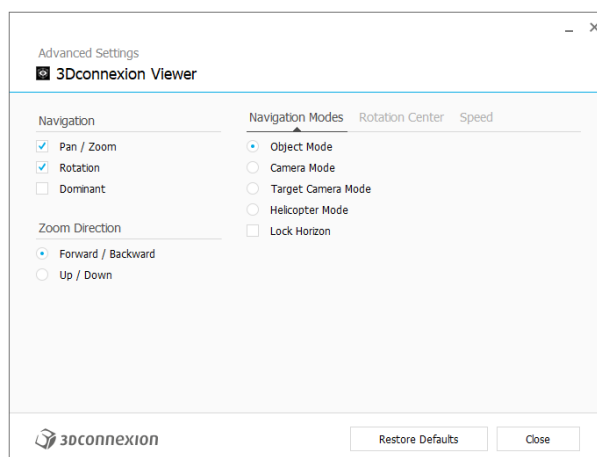 Advanced Settings
3Dconnexion Viewer
Navigation
Pan / Zoom
Rotation
Dominant
Zoom Direction
Forward / Backward
Up / Down
Navigation Modes Rotation Center Speed
Object Mode
Camera Mode
Target Camera Mode
Helicopter Mode
Lock Horizon
3Dconnexion
Restore Defaults Close